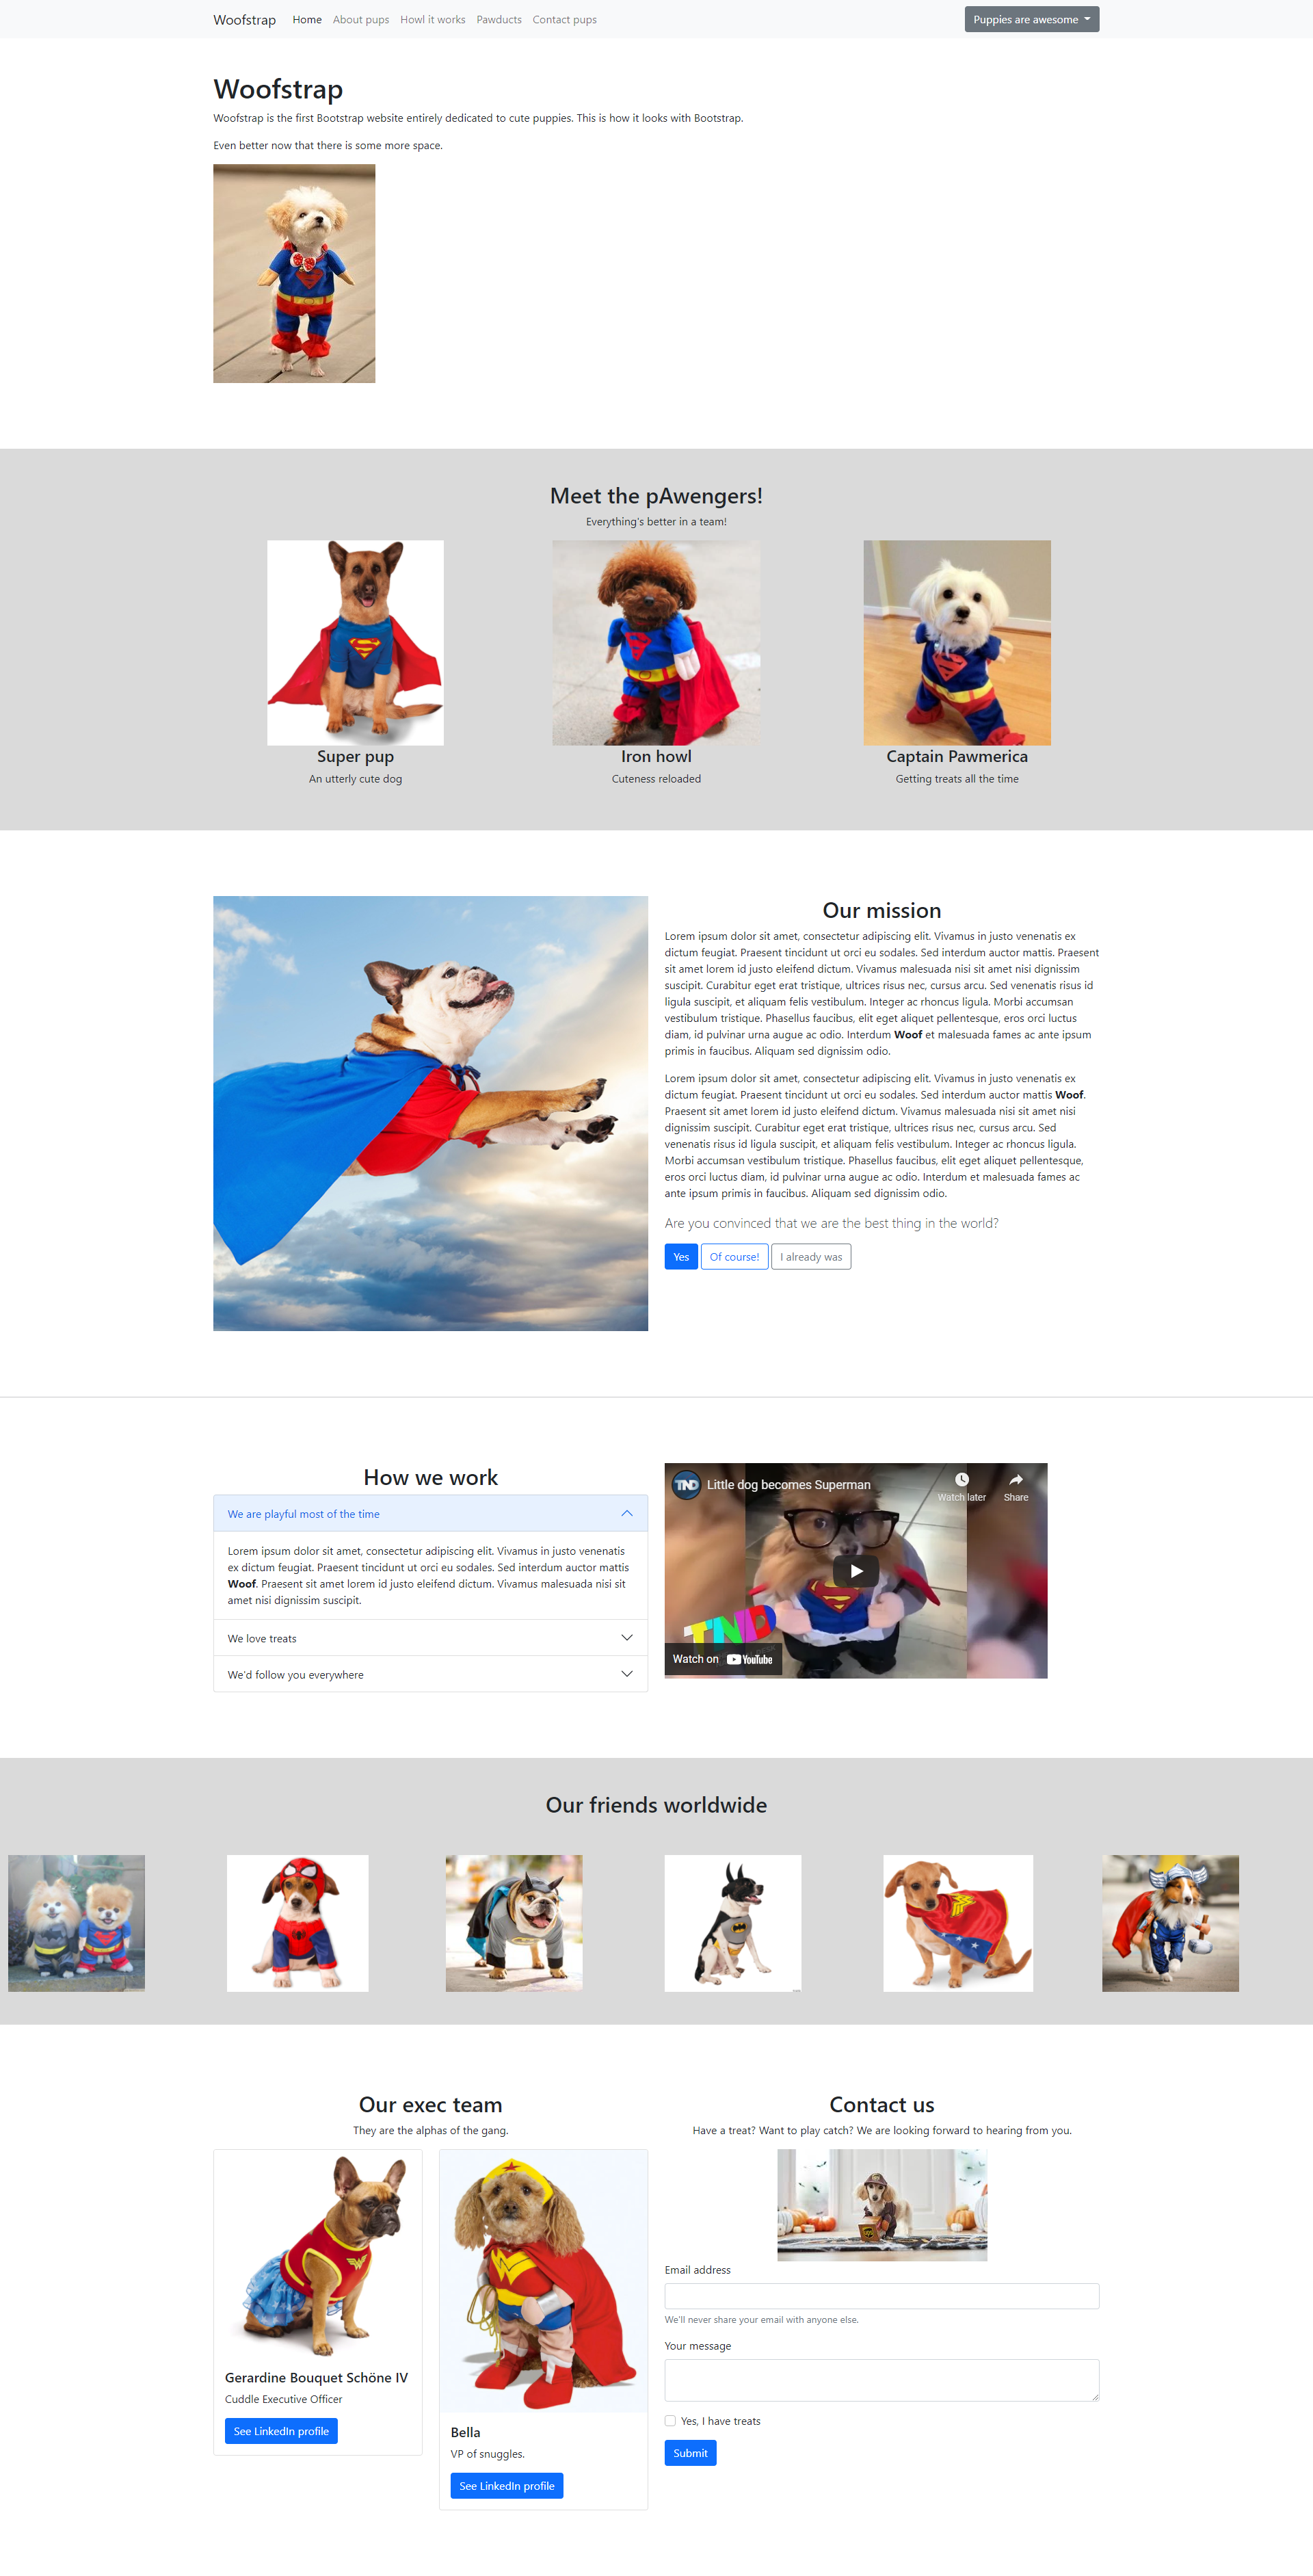 Woofstrap Home About pups Howl it works Pawducts Contact pups Puppies are awesome
Woofstrap
Woofstrap is the first Bootstrap website entirely dedicated to cute puppies. This is how it looks with Bootstrap.
Even better now that there is some more space.
Meet the pAwengers!
Everything's better in a team!
Super pup
An utterly cute dog
Iron howl
Cuteness reloaded
Captain Pawmerica
Getting treats all the time
Our mission
Lorem ipsum dolor sit amet, consectetur adipiscing elit. Vivamus in justo venenatis ex
dictum feugiat. Praesent tincidunt ut orci eu sodales. Sed interdum auctor mattis. Praesent
sit amet lorem id justo eleifend dictum. Vivamus malesuada nisi sit amet nisi dignissim
suscipit. Curabitur eget erat tristique, ultrices risus nec, cursus arcu. Sed venenatis risus id
ligula suscipit, et aliquam felis vestibulum. Integer ac rhoncus ligula. Morbi accumsan
vestibulum tristique. Phasellus faucibus, elit eget aliquet pellentesque, eros orci luctus
diam, id pulvinar urna augue ac odio. Interdum Woof et malesuada fames ac ante ipsum
primis in faucibus. Aliquam sed dignissim odio.
Lorem ipsum dolor sit amet, consectetur adipiscing elit. Vivamus in justo venenatis ex
dictum feugiat. Praesent tincidunt ut orci eu sodales. Sed interdum auctor mattis Woof.
Praesent sit amet lorem id justo eleifend dictum. Vivamus malesuada nisi sit amet nisi
dignissim suscipit. Curabitur eget erat tristique, ultrices risus nec, cursus arcu. Sed
venenatis risus id ligula suscipit, et aliquam felis vestibulum. Integer ac rhoncus ligula.
Morbi accumsan vestibulum tristique. Phasellus faucibus, elit eget aliquet pellentesque,
eros orci luctus diam, id pulvinar urna augue ac odio. Interdum et malesuada fames ac
ante ipsum primis in faucibus. Aliquam sed dignissim odio.
Are you convinced that we are the best thing in the world?
Yes Of course! I already was
How we work
We are playful most of the time
Lorem ipsum dolor sit amet, consectetur adipiscing elit. Vivamus in justo venenatis
ex dictum feugiat. Praesent tincidunt ut orci eu sodales. Sed interdum auctor mattis
Woof. Praesent sit amet lorem id justo eleifend dictum. Vivamus malesuada nisi sit
amet nisi dignissim suscipit.
We love treats
We'd follow you everywhere
TND Little dog becomes Superman
Watch later Share
TND
Watch on YouTube
Our friends worldwide
Our exec team
They are the alphas of the gang.
Gerardine Bouquet Schöne IV
Cuddle Executive Officer
See LinkedIn profile
Bella
VP of snuggles.
See LinkedIn profile
Contact us
Have a treat? Want to play catch? We are looking forward to hearing from you.
Email address
We'll never share your email with anyone else.
Your message
Yes, I have treats
Submit